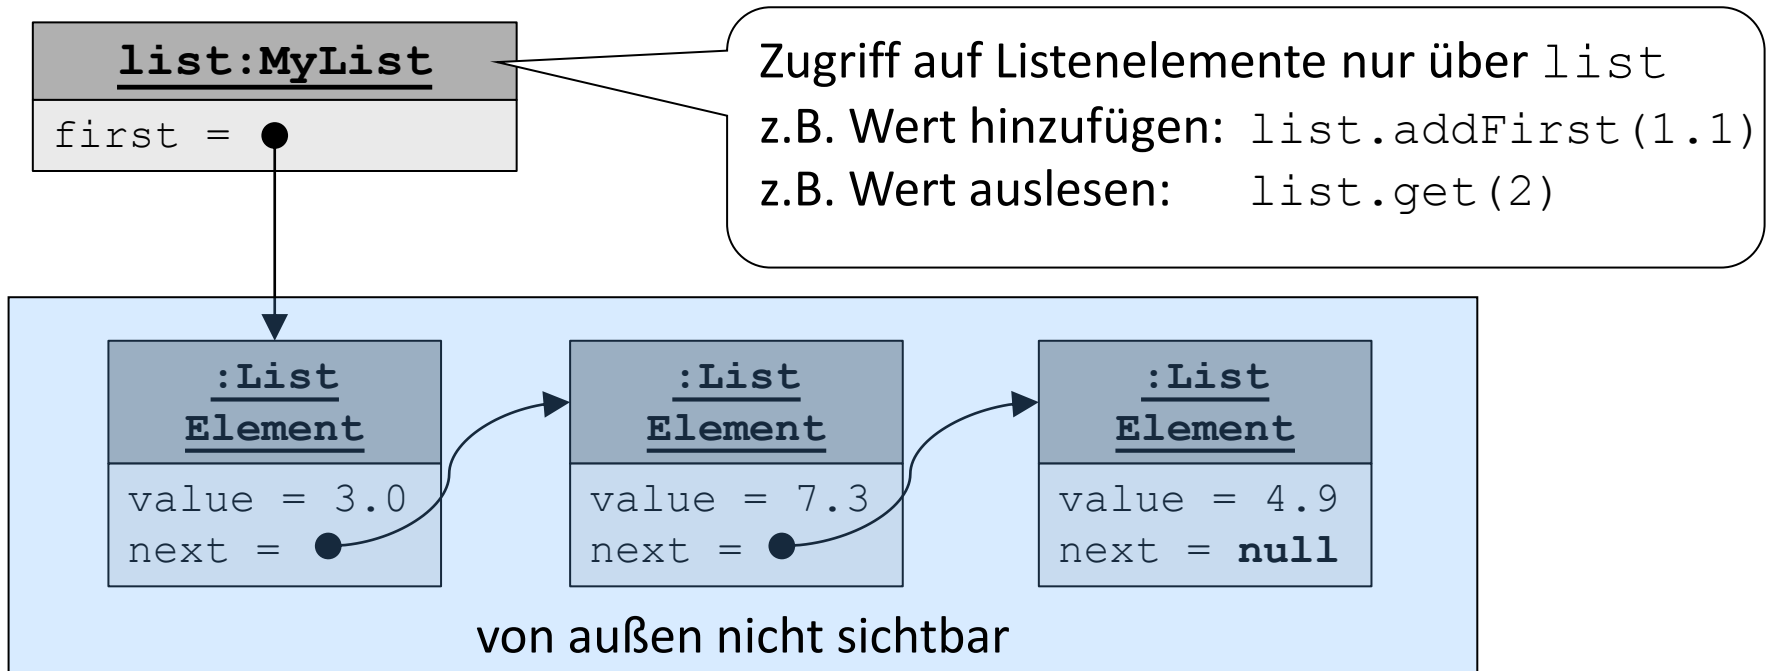 list:MyList
first =
Zugriff auf Listenelemente nur über list
z.B. Wert hinzufügen: list.addFirst(1.1)
z.B. Wert auslesen: list.get(2)
:List
Element
value = 3.0
next =
:List
Element
value = 7.3
next =
:List
Element
value = 4.9
next = null
von außen nicht sichtbar